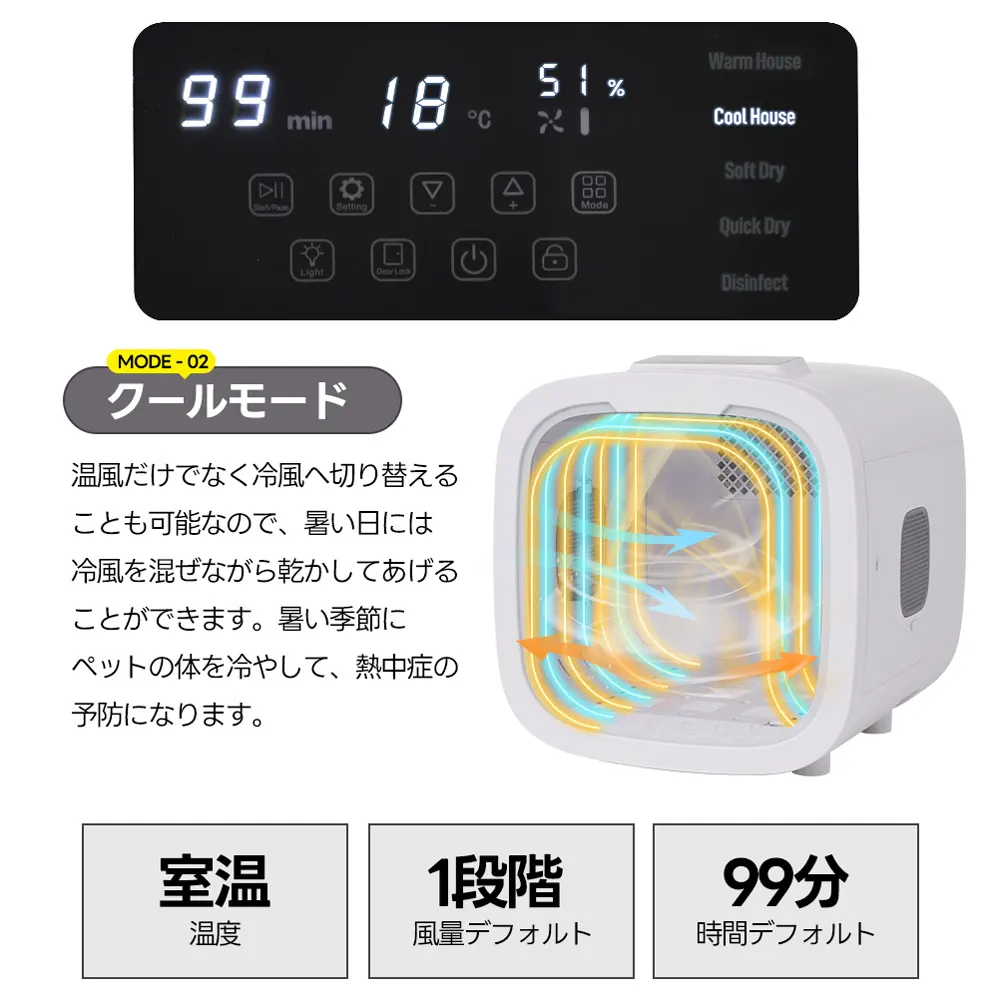 99 min
18 °C
51 %
Warm House
Cool House
Soft Dry
Quick Dry
Disinfect
Start/Pause
Setting
-
+
Mode
Light
Door Lock
MODE - 02
クールモード
温風だけでなく冷風へ切り替える
ことも可能なので、暑い日には
冷風を混ぜながら乾かしてあげる
ことができます。暑い季節に
ペットの体を冷やして、熱中症の
予防になります。
室温
温度
1段階
風量デフォルト
99分
時間デフォルト